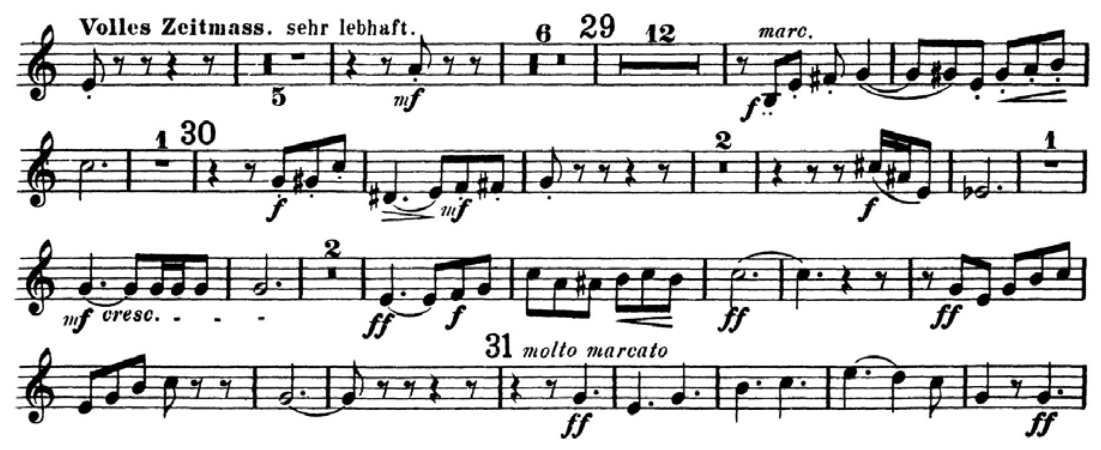 Volles Zeitmass. sehr lebhaft.
6 29 12 marc.
5 mf f
1 30 2 1
f mf f
2
mf cresc. - - - ff f ff ff
31 molto marcato
ff ff